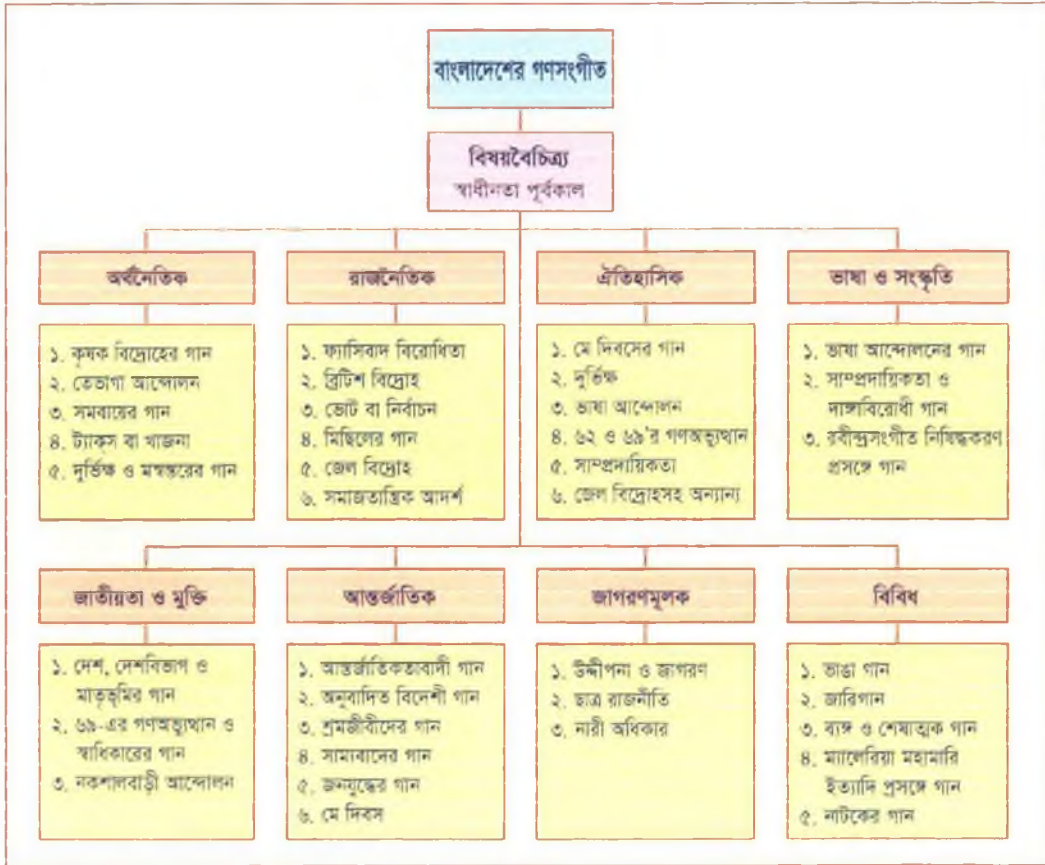 বাংলাদেশের গণসংগীত
বিষয়বৈচিত্র্য
স্বাধীনতা পূর্বকাল
অর্থনৈতিক
১. কৃষক বিদ্রোহের গান
২. তেভাগা আন্দোলন
৩. সমবায়ের গান
৪. ট্যাক্স বা খাজনা
৫. দুর্ভিক্ষ ও মন্বন্তরের গান
রাজনৈতিক
১. ফ্যাসিবাদ বিরোধিতা
২. ব্রিটিশ বিদ্রোহ
৩. ভোট বা নির্বাচন
৪. মিছিলের গান
৫. জেল বিদ্রোহ
৬. সমাজতান্ত্রিক আদর্শ
ঐতিহাসিক
১. মে দিবসের গান
২. দুর্ভিক্ষ
৩. ভাষা আন্দোলন
৪. ৬২ ও ৬৯'র গণঅভ্যুত্থান
৫. সাম্প্রদায়িকতা
৬. জেল বিদ্রোহসহ অন্যান্য
ভাষা ও সংস্কৃতি
১. ভাষা আন্দোলনের গান
২. সাম্প্রদায়িকতা ও
দাঙ্গাবিরোধী গান
৩. রবীন্দ্রসংগীত নিষিদ্ধকরণ
প্রসঙ্গে গান
জাতীয়তা ও মুক্তি
১. দেশ, দেশবিভাগ ও
মাতৃভূমির গান
২. ৬৯-এর গণঅভ্যুত্থান ও
স্বাধিকারের গান
৩. নকশালবাড়ী আন্দোলন
আন্তর্জাতিক
১. আন্তর্জাতিকতাবাদী গান
২. অনুবাদিত বিদেশী গান
৩. শ্রমজীবীদের গান
৪. সাম্যবাদের গান
৫. জনযুদ্ধের গান
৬. মে দিবস
জাগরণমূলক
১. উদ্দীপনা ও জাগরণ
২. ছাত্র রাজনীতি
৩. নারী অধিকার
বিবিধ
১. ভাঙা গান
২. জারিগান
৩. ব্যঙ্গ ও শেষাত্মক গান
৪. ম্যালেরিয়া মহামারি
ইত্যাদি প্রসঙ্গে গান
৫. নাটকের গান